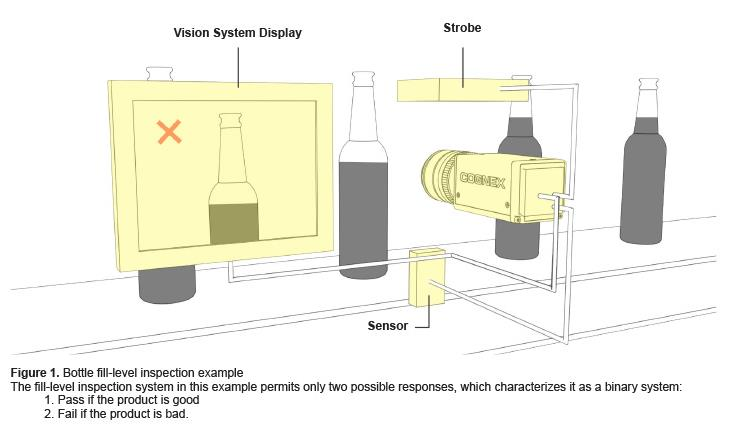 Vision System Display
Strobe
COGNEX
Sensor
Figure 1. Bottle fill-level inspection example
The fill-level inspection system in this example permits only two possible responses, which characterizes it as a binary system:
1. Pass if the product is good
2. Fail if the product is bad.